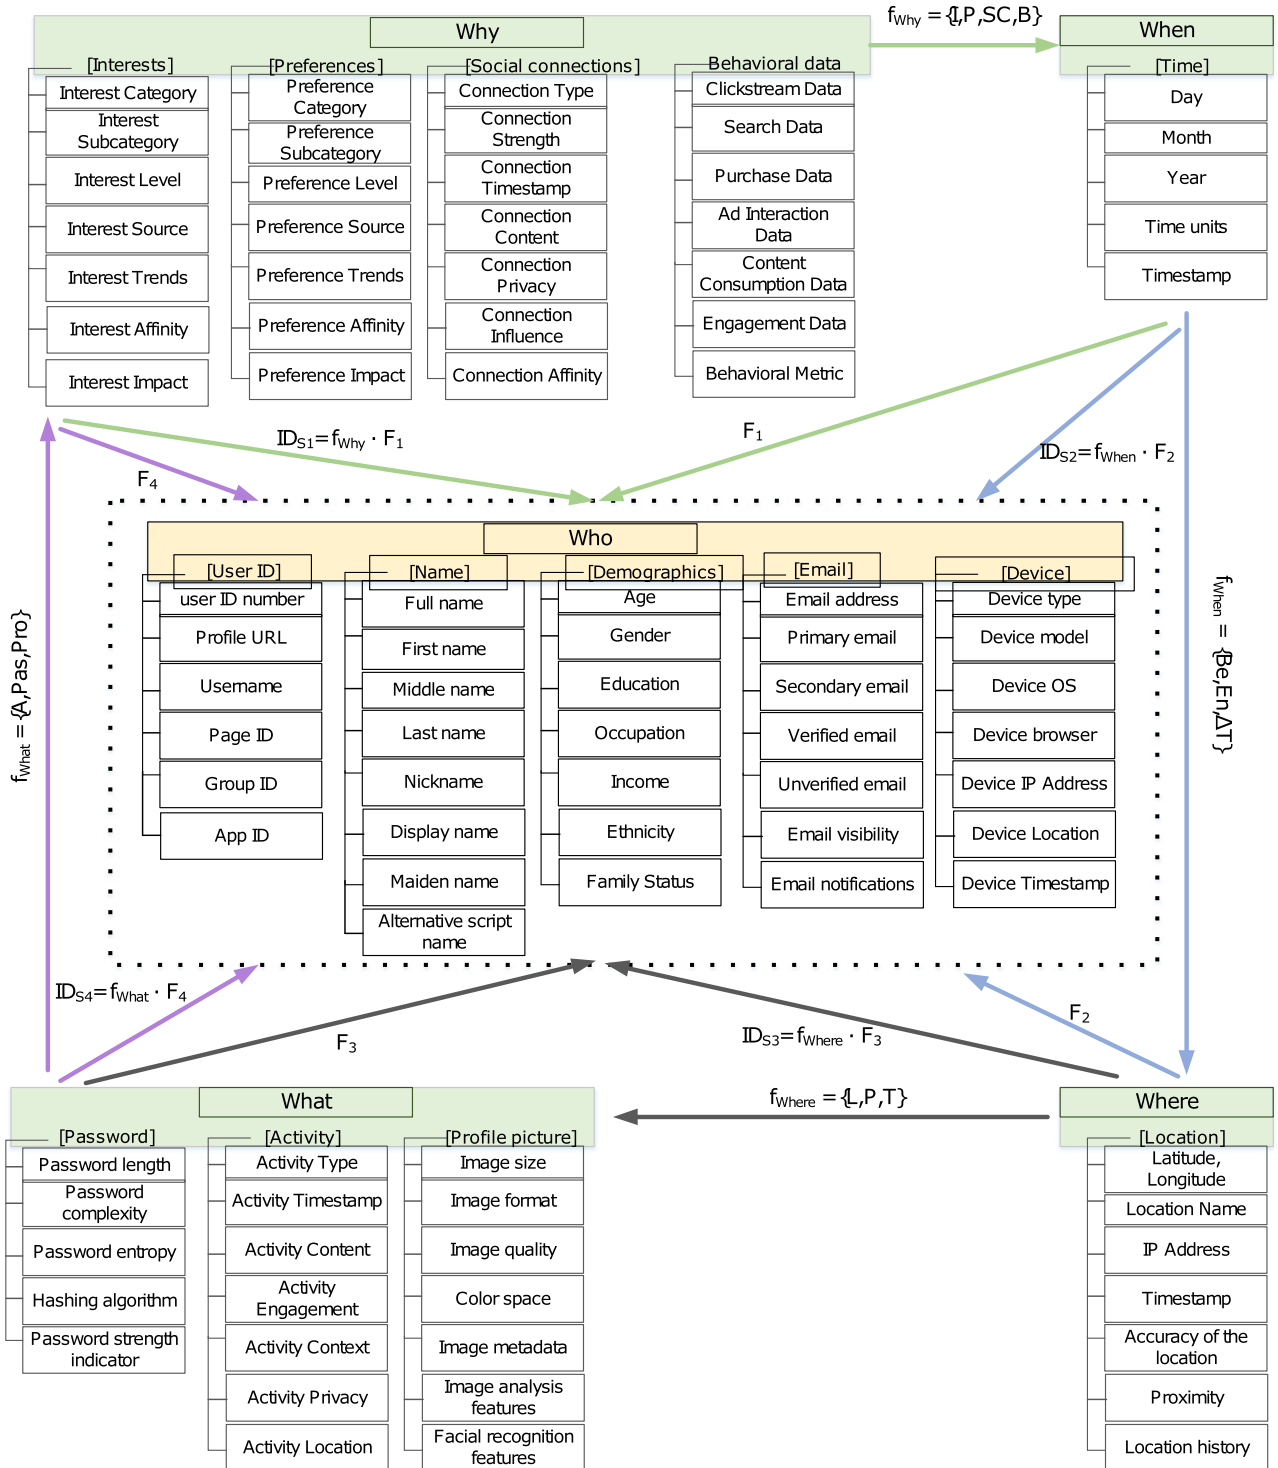 Why
f_Why = {I,P,SC,B}
When
[Interests]
Interest Category
Interest
Subcategory
Interest Level
Interest Source
Interest Trends
Interest Affinity
Interest Impact
[Preferences]
Preference
Category
Preference
Subcategory
Preference Level
Preference Source
Preference Trends
Preference Affinity
Preference Impact
[Social connections]
Connection Type
Connection
Strength
Connection
Timestamp
Connection
Content
Connection
Privacy
Connection
Influence
Connection Affinity
Behavioral data
Clickstream Data
Search Data
Purchase Data
Ad Interaction
Data
Content
Consumption Data
Engagement Data
Behavioral Metric
[Time]
Day
Month
Year
Time units
Timestamp
ID_S1=f_Why · F_1
F_1
ID_S2=f_When · F_2
F_4
f_What = {A,Pas,Pro}
f_When = {Be,En,ΔT}
Who
[User ID]
user ID number
Profile URL
Username
Page ID
Group ID
App ID
[Name]
Full name
First name
Middle name
Last name
Nickname
Display name
Maiden name
Alternative script
name
[Demographics]
Age
Gender
Education
Occupation
Income
Ethnicity
Family Status
[Email]
Email address
Primary email
Secondary email
Verified email
Unverified email
Email visibility
Email notifications
[Device]
Device type
Device model
Device OS
Device browser
Device IP Address
Device Location
Device Timestamp
ID_S4=f_What · F_4
F_3
ID_S3=f_Where · F_3
F_2
What
f_Where = {L,P,T}
Where
[Password]
Password length
Password
complexity
Password entropy
Hashing algorithm
Password strength
indicator
[Activity]
Activity Type
Activity Timestamp
Activity Content
Activity
Engagement
Activity Context
Activity Privacy
Activity Location
[Profile picture]
Image size
Image format
Image quality
Color space
Image metadata
Image analysis
features
Facial recognition
features
[Location]
Latitude,
Longitude
Location Name
IP Address
Timestamp
Accuracy of the
location
Proximity
Location history